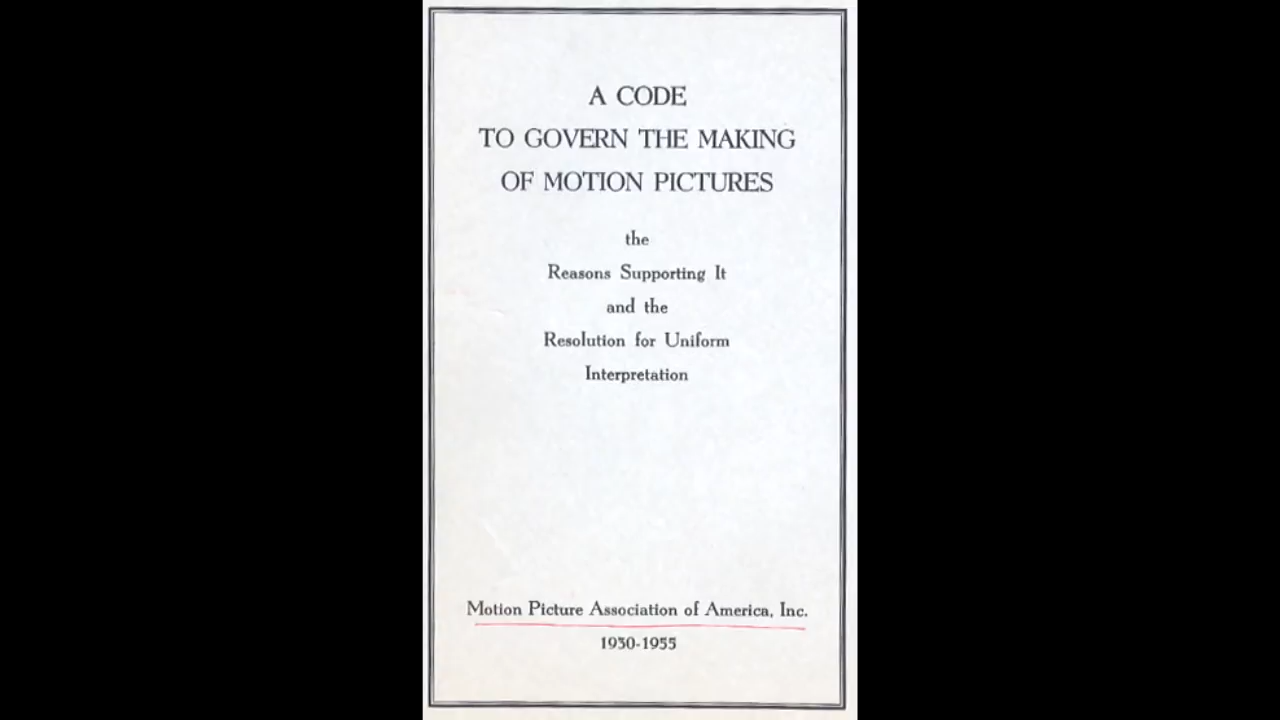 A CODE
TO GOVERN THE MAKING
OF MOTION PICTURES
the
Reasons Supporting It
and the
Resolution for Uniform
Interpretation
Motion Picture Association of America, Inc.
1930-1955